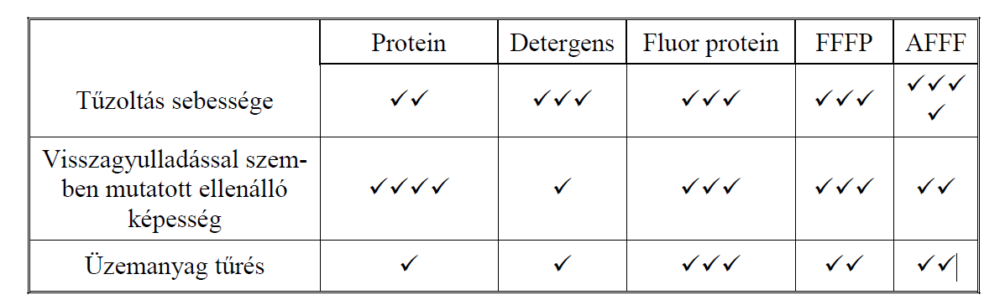 Protein Detergens Fluor protein FFFP AFFF
Tűzoltás sebessége ✓✓ ✓✓✓ ✓✓✓ ✓✓✓ ✓✓✓
✓
Visszagyulladással szem-
ben mutatott ellenálló ✓✓✓✓ ✓ ✓✓✓ ✓✓✓ ✓✓
képesség
Üzemanyag tűrés ✓ ✓ ✓✓✓ ✓✓ ✓✓